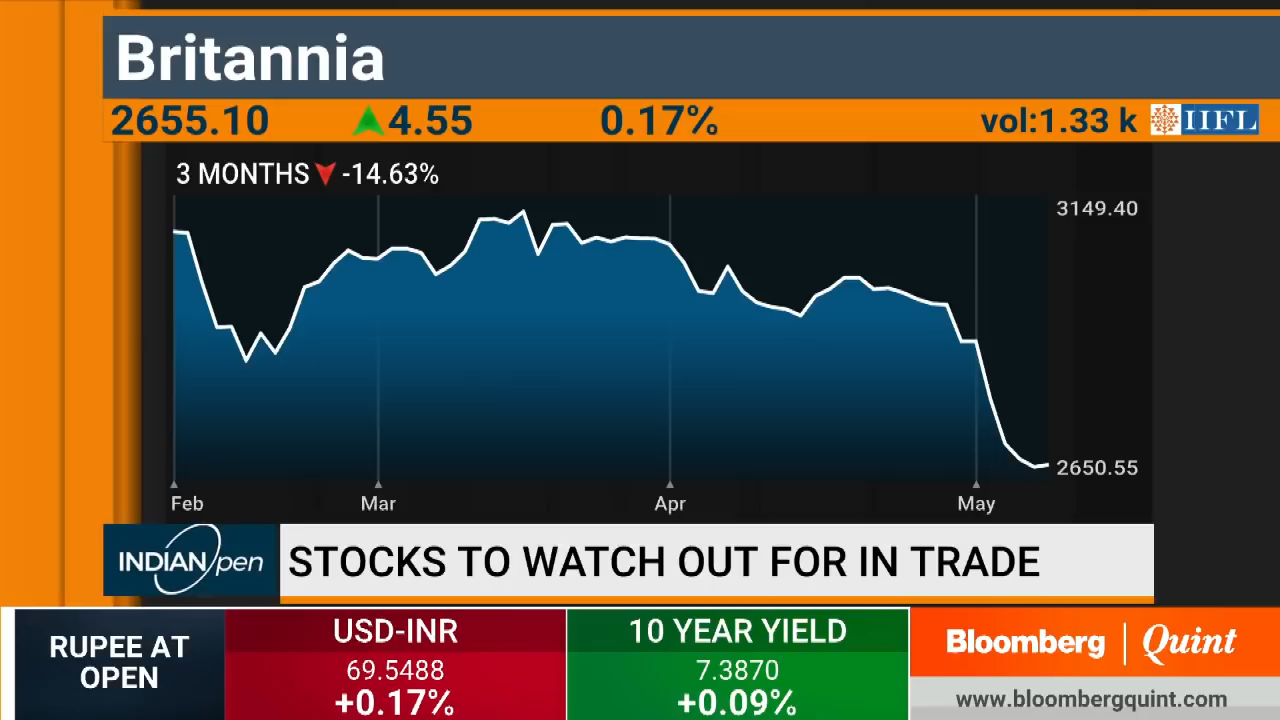 Britannia
2655.10 4.55 0.17% vol:1.33 k IIFL
3 MONTHS -14.63%
3149.40
2650.55
Feb Mar Apr May
INDIAN Open STOCKS TO WATCH OUT FOR IN TRADE
RUPEE AT
OPEN
USD-INR
69.5488
+0.17%
10 YEAR YIELD
7.3870
+0.09%
Bloomberg | Quint
www.bloombergquint.com